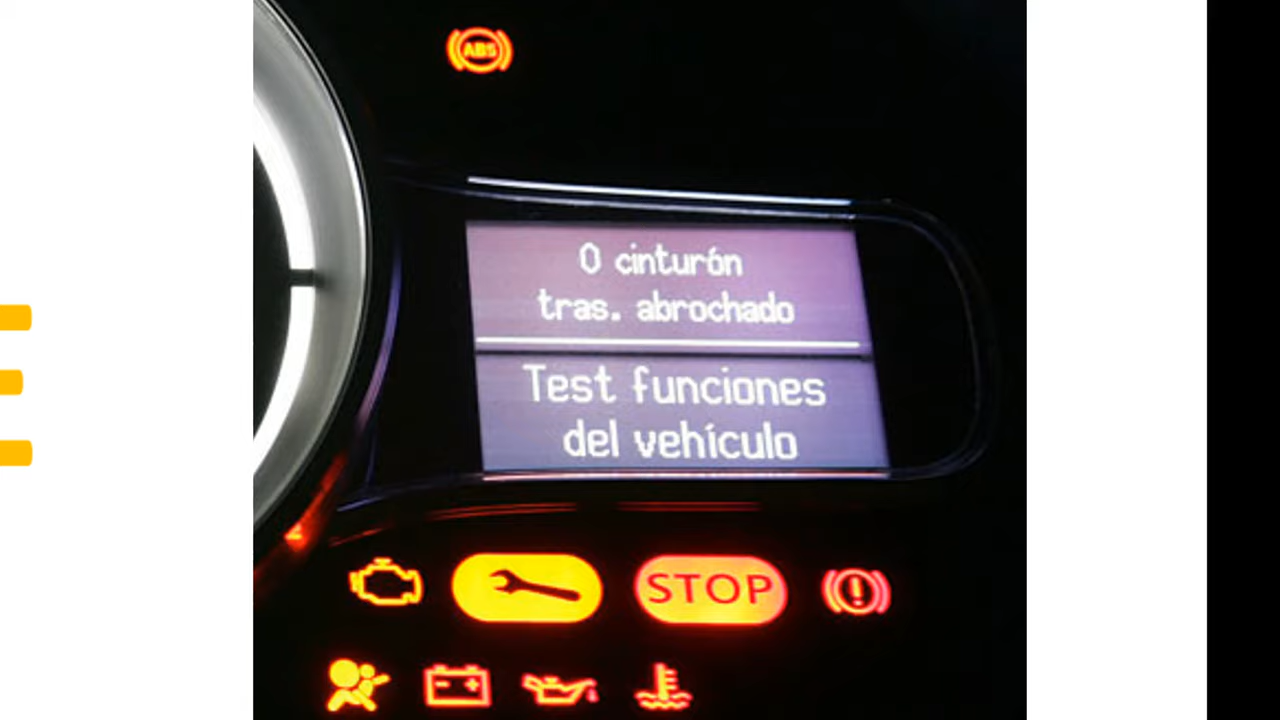 ABS
0 cinturón
tras. abrochado
Test funciones
del vehículo
STOP